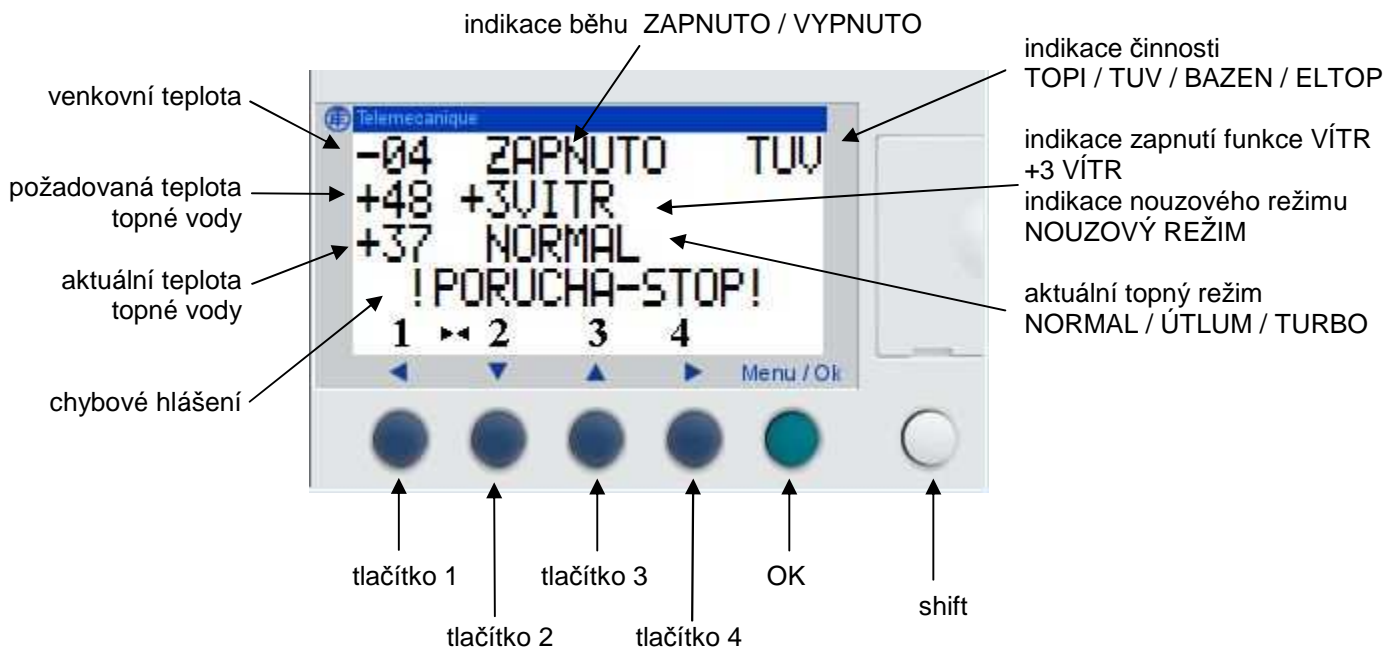 indikace běhu ZAPNUTO / VYPNUTO
indikace činnosti
TOPI / TUV / BAZEN / ELTOP
venkovní teplota
Telemecanique
-04 ZAPNUTO TUV
indikace zapnutí funkce VÍTR
+3 VÍTR
požadovaná teplota
topné vody
+48 +3VITR
indikace nouzového režimu
NOUZOVÝ REŽIM
+37 NORMAL
aktuální teplota
topné vody
!PORUCHA-STOP!
aktuální topný režim
NORMAL / ÚTLUM / TURBO
1 2 3 4
Menu / Ok
chybové hlášení
tlačítko 1
tlačítko 3
OK
shift
tlačítko 2
tlačítko 4